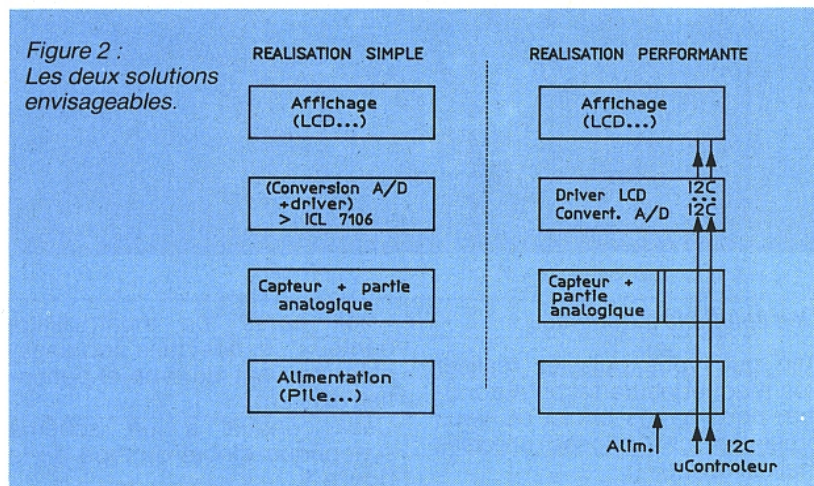 Figure 2 :
Les deux solutions
envisageables.
REALISATION SIMPLE
Affichage
(LCD...)
(Conversion A/D
+driver)
> ICL 7106
Capteur + partie
analogique
Alimentation
(Pile...)
REALISATION PERFORMANTE
Affichage
(LCD...)
Driver LCD I2C
Convert. A/D I2C
Capteur +
partie
analogique
Alim.
I2C
uControleur